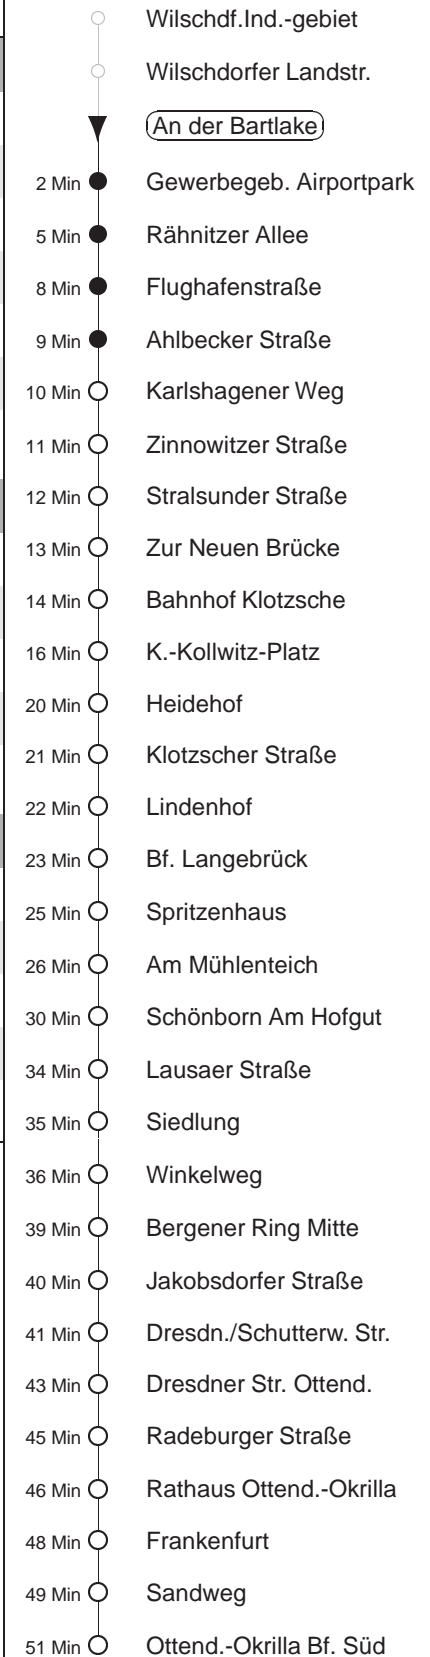 Wilschdf.Ind.-gebiet
Wilschdorfer Landstr.
An der Bartlake
2 Min Gewerbegeb. Airportpark
5 Min Rähnitzer Allee
8 Min Flughafenstraße
9 Min Ahlbecker Straße
10 Min Karlshagener Weg
11 Min Zinnowitzer Straße
12 Min Stralsunder Straße
13 Min Zur Neuen Brücke
14 Min Bahnhof Klotzsche
16 Min K.-Kollwitz-Platz
20 Min Heidehof
21 Min Klotzscher Straße
22 Min Lindenhof
23 Min Bf. Langebrück
25 Min Spritzenhaus
26 Min Am Mühlenteich
30 Min Schönborn Am Hofgut
34 Min Lausaer Straße
35 Min Siedlung
36 Min Winkelweg
39 Min Bergener Ring Mitte
40 Min Jakobsdorfer Straße
41 Min Dresdn./Schutterw. Str.
43 Min Dresdner Str. Ottend.
45 Min Radeburger Straße
46 Min Rathaus Ottend.-Okrilla
48 Min Frankenfurt
49 Min Sandweg
51 Min Ottend.-Okrilla Bf. Süd